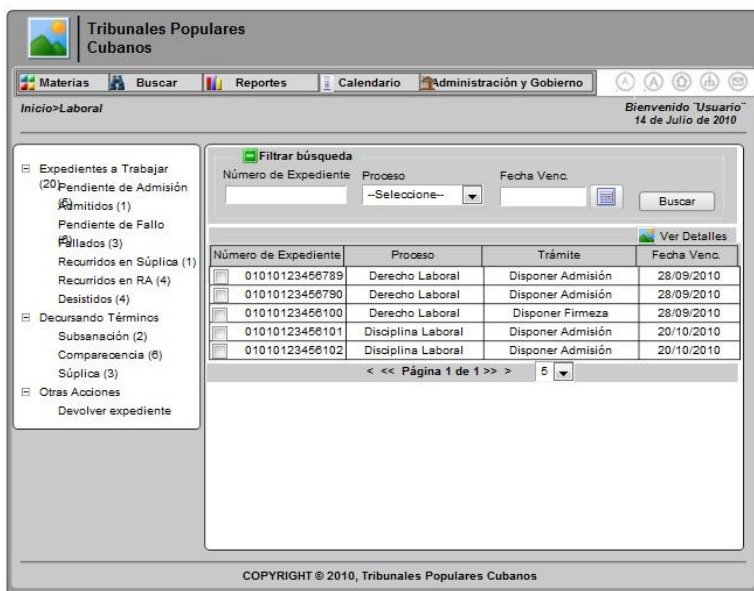 Tribunales Populares
Cubanos
Materias Buscar Reportes Calendario Administración y Gobierno
Inicio>Laboral
Bienvenido ¨Usuario¨
14 de Julio de 2010
Expedientes a Trabajar
(20)
Pendiente de Admisión
Admitidos (1)
Pendiente de Fallo
Fallados (3)
Recurridos en Súplica (1)
Recurridos en RA (4)
Desistidos (4)
Decursando Términos
Subsanación (2)
Comparecencia (6)
Súplica (3)
Otras Acciones
Devolver expediente
Filtrar búsqueda
Número de Expediente Proceso Fecha Venc.
--Seleccione-- Buscar
Ver Detalles
Número de Expediente Proceso Trámite Fecha Venc.
01010123456789 Derecho Laboral Disponer Admisión 28/09/2010
01010123456790 Derecho Laboral Disponer Admisión 28/09/2010
01010123456100 Derecho Laboral Disponer Firmeza 28/09/2010
01010123456101 Disciplina Laboral Disponer Admisión 20/10/2010
01010123456102 Disciplina Laboral Disponer Admisión 20/10/2010
< << Página 1 de 1 >> > 5
COPYRIGHT © 2010, Tribunales Populares Cubanos